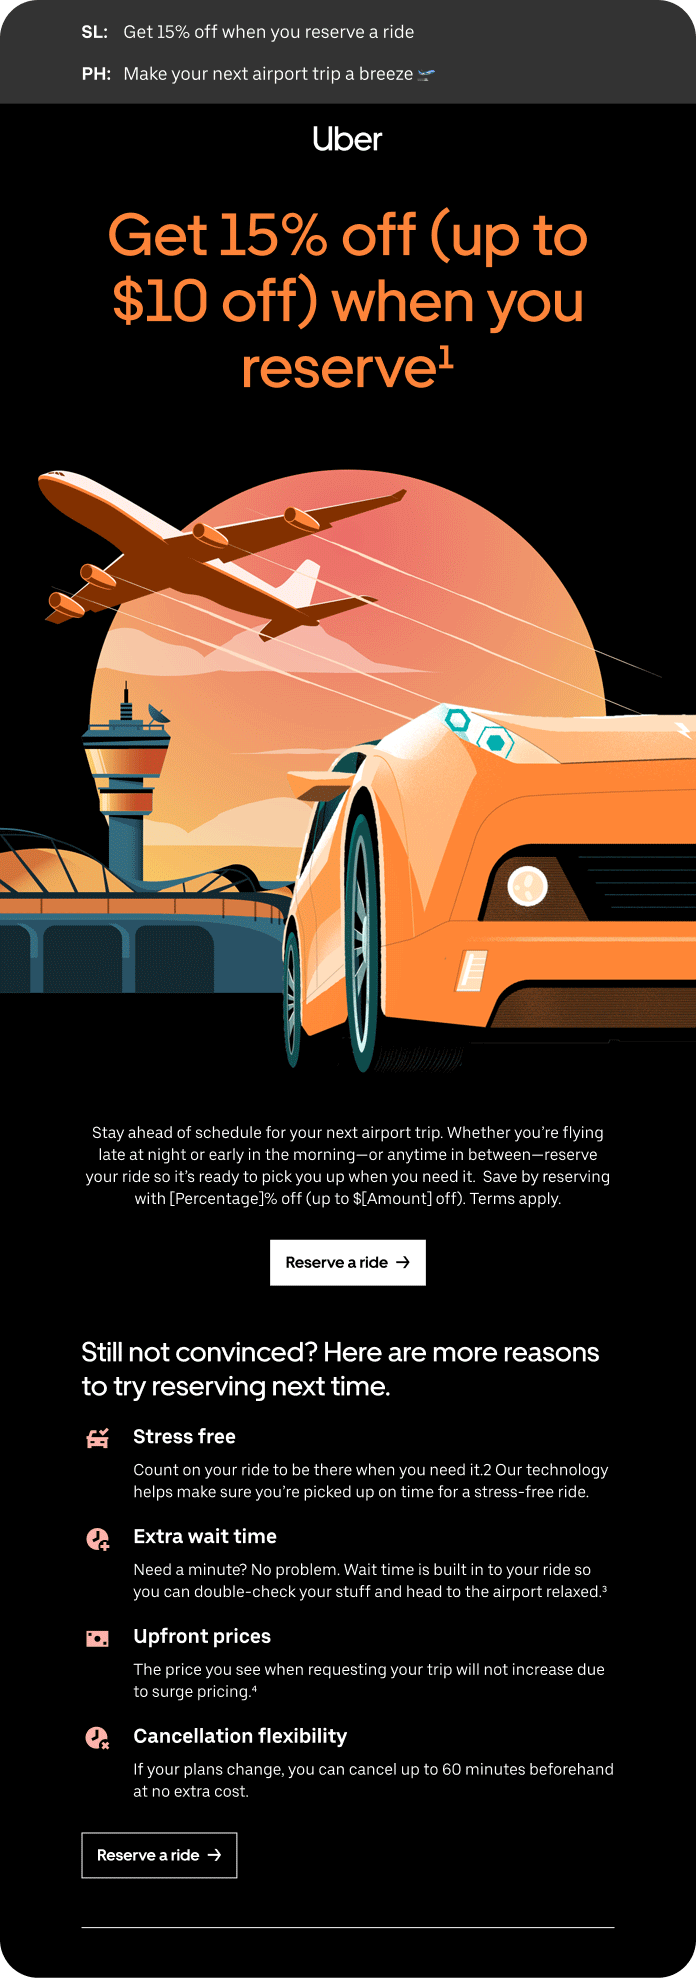 SL: Get 15% off when you reserve a ride
PH: Make your next airport trip a breeze 🛫
Uber
Get 15% off (up to
$10 off) when you
reserve¹
Stay ahead of schedule for your next airport trip. Whether you’re flying
late at night or early in the morning—or anytime in between—reserve
your ride so it’s ready to pick you up when you need it.  Save by reserving
with [Percentage]% off (up to $[Amount] off). Terms apply.
Reserve a ride →
Still not convinced? Here are more reasons
to try reserving next time.
Stress free
Count on your ride to be there when you need it.2 Our technology
helps make sure you’re picked up on time for a stress-free ride.
Extra wait time
Need a minute? No problem. Wait time is built in to your ride so
you can double-check your stuff and head to the airport relaxed.³
Upfront prices
The price you see when requesting your trip will not increase due
to surge pricing.⁴
Cancellation flexibility
If your plans change, you can cancel up to 60 minutes beforehand
at no extra cost.
Reserve a ride →